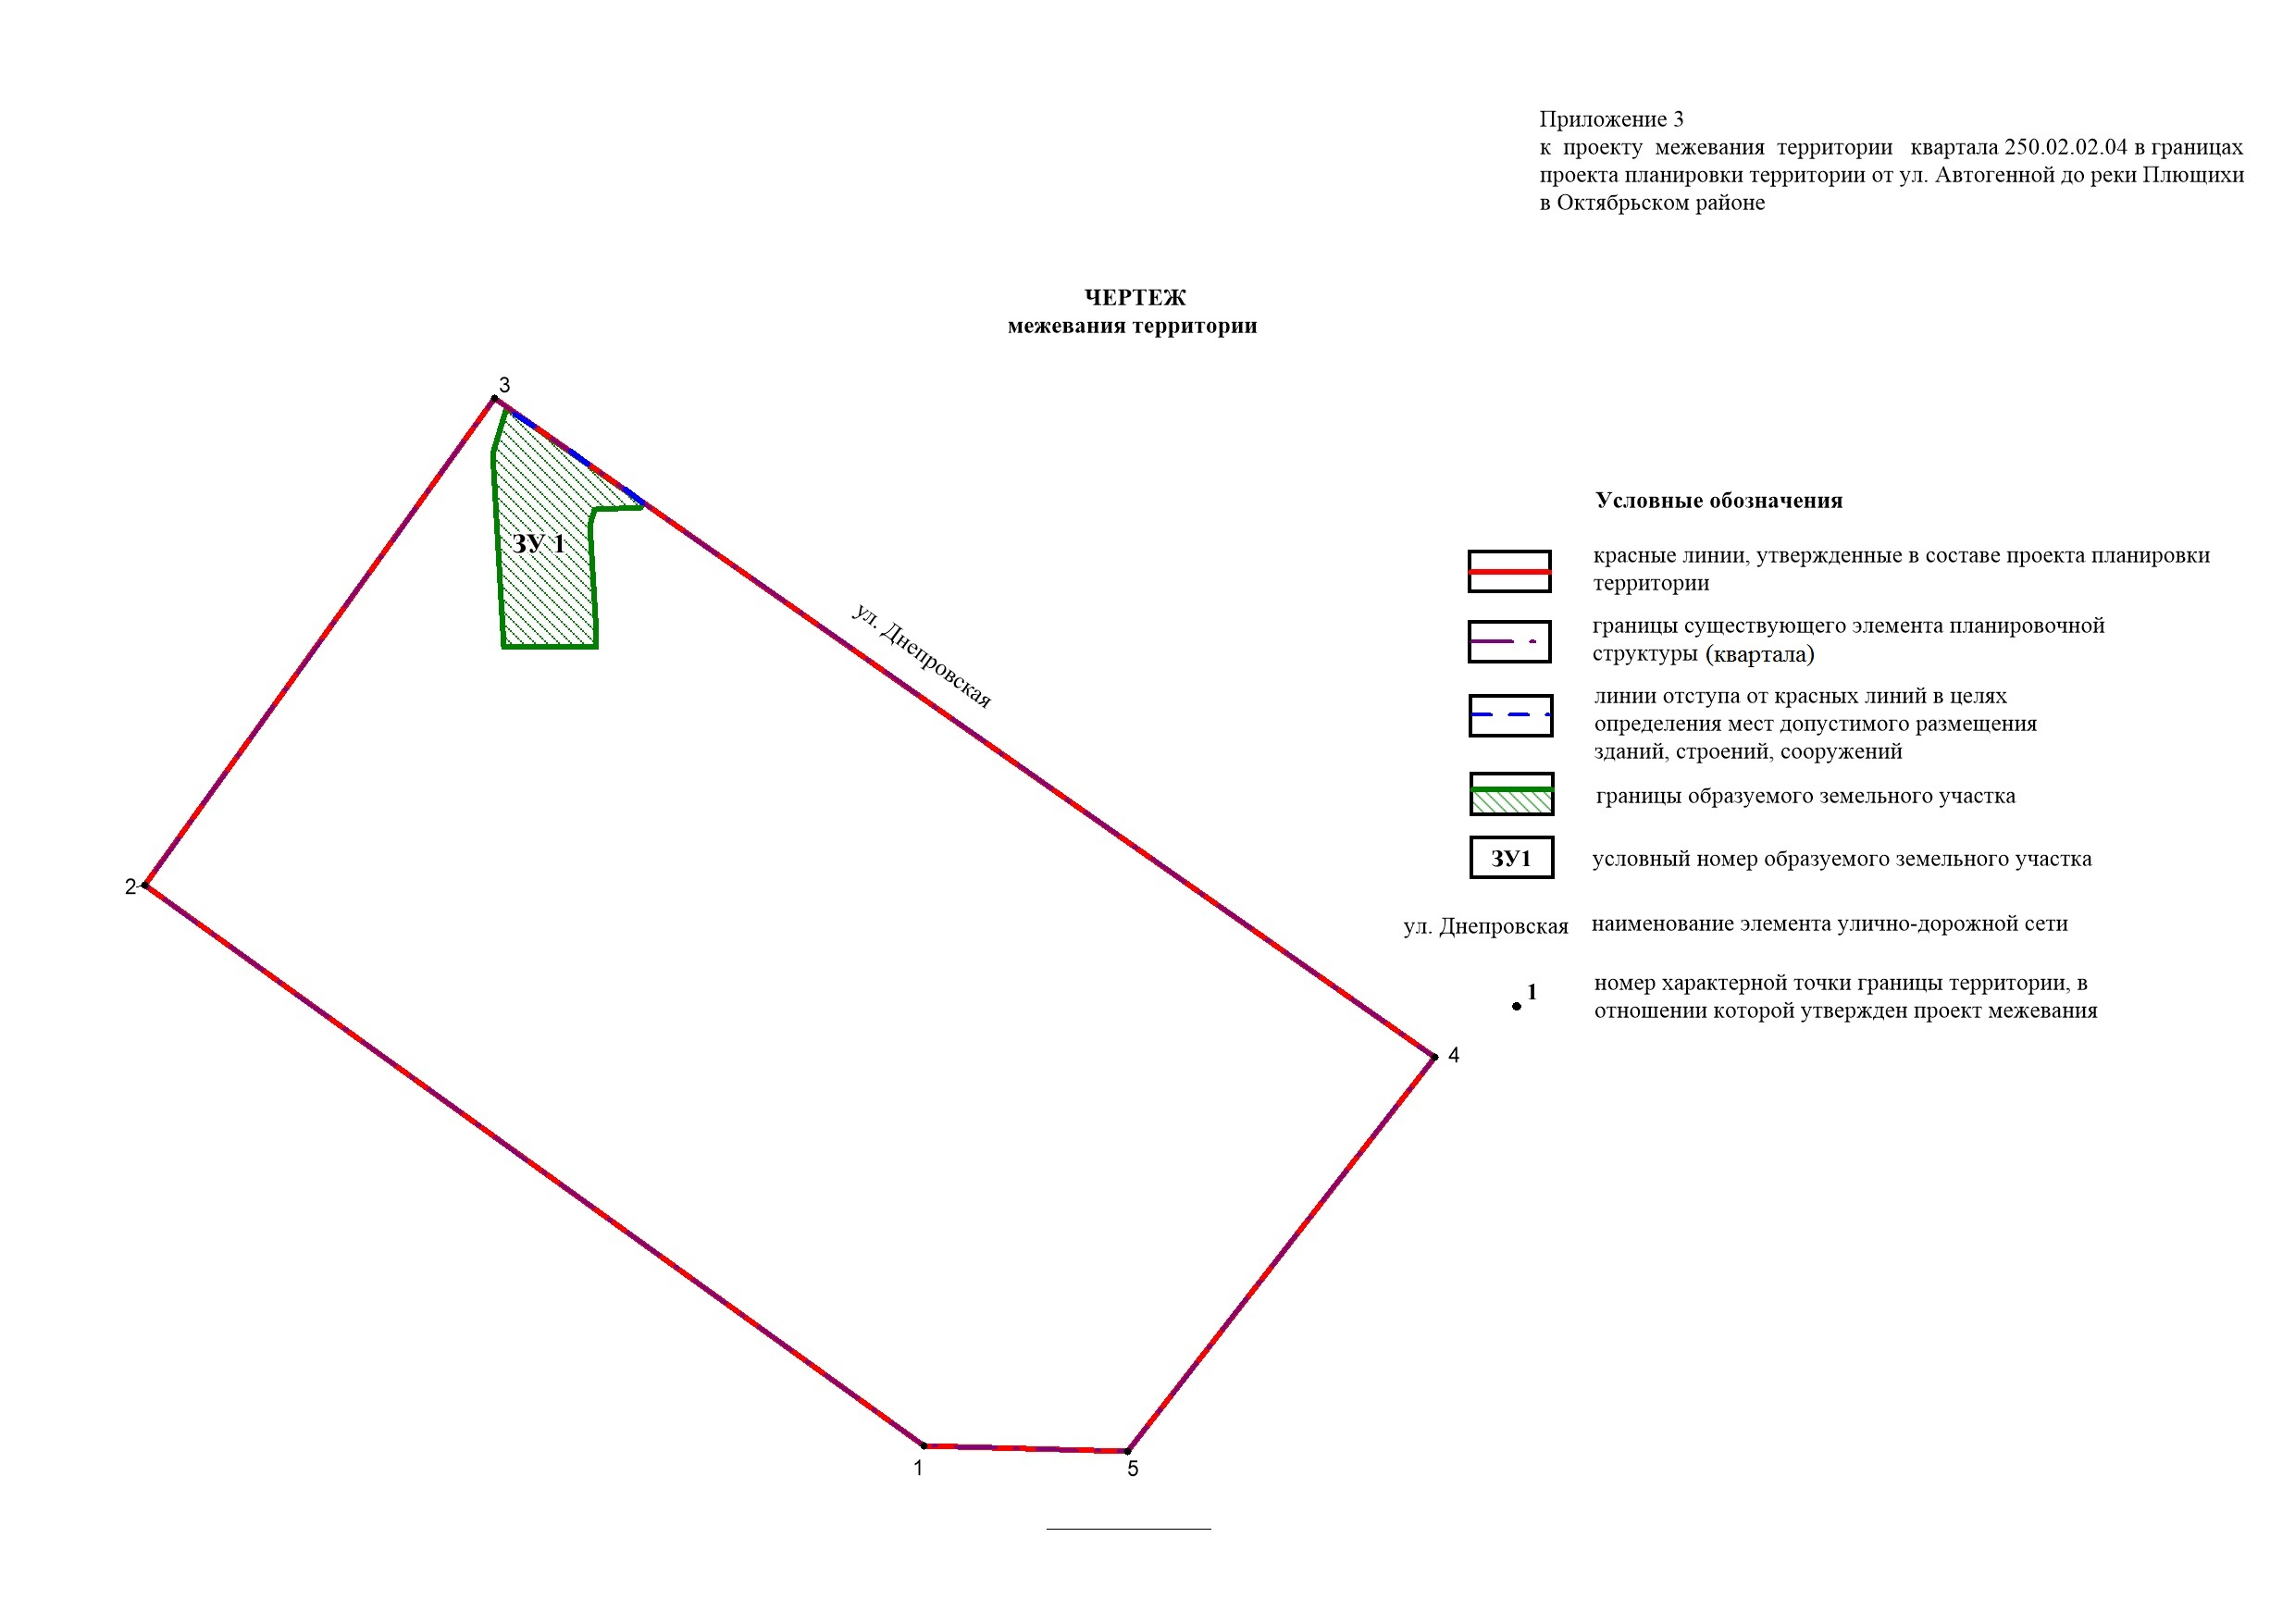 Приложение 3
к проекту межевания территории квартала 250.02.02.04 в границах
проекта планировки территории от ул. Автогенной до реки Плющихи
в Октябрьском районе
ЧЕРТЕЖ
межевания территории
3
ЗУ 1
ул. Днепровская
2
4
1
5
Условные обозначения
красные линии, утвержденные в составе проекта планировки
территории
границы существующего элемента планировочной
структуры (квартала)
линии отступа от красных линий в целях
определения мест допустимого размещения
зданий, строений, сооружений
границы образуемого земельного участка
ЗУ1 условный номер образуемого земельного участка
ул. Днепровская наименование элемента улично-дорожной сети
1
номер характерной точки границы территории, в
отношении которой утвержден проект межевания